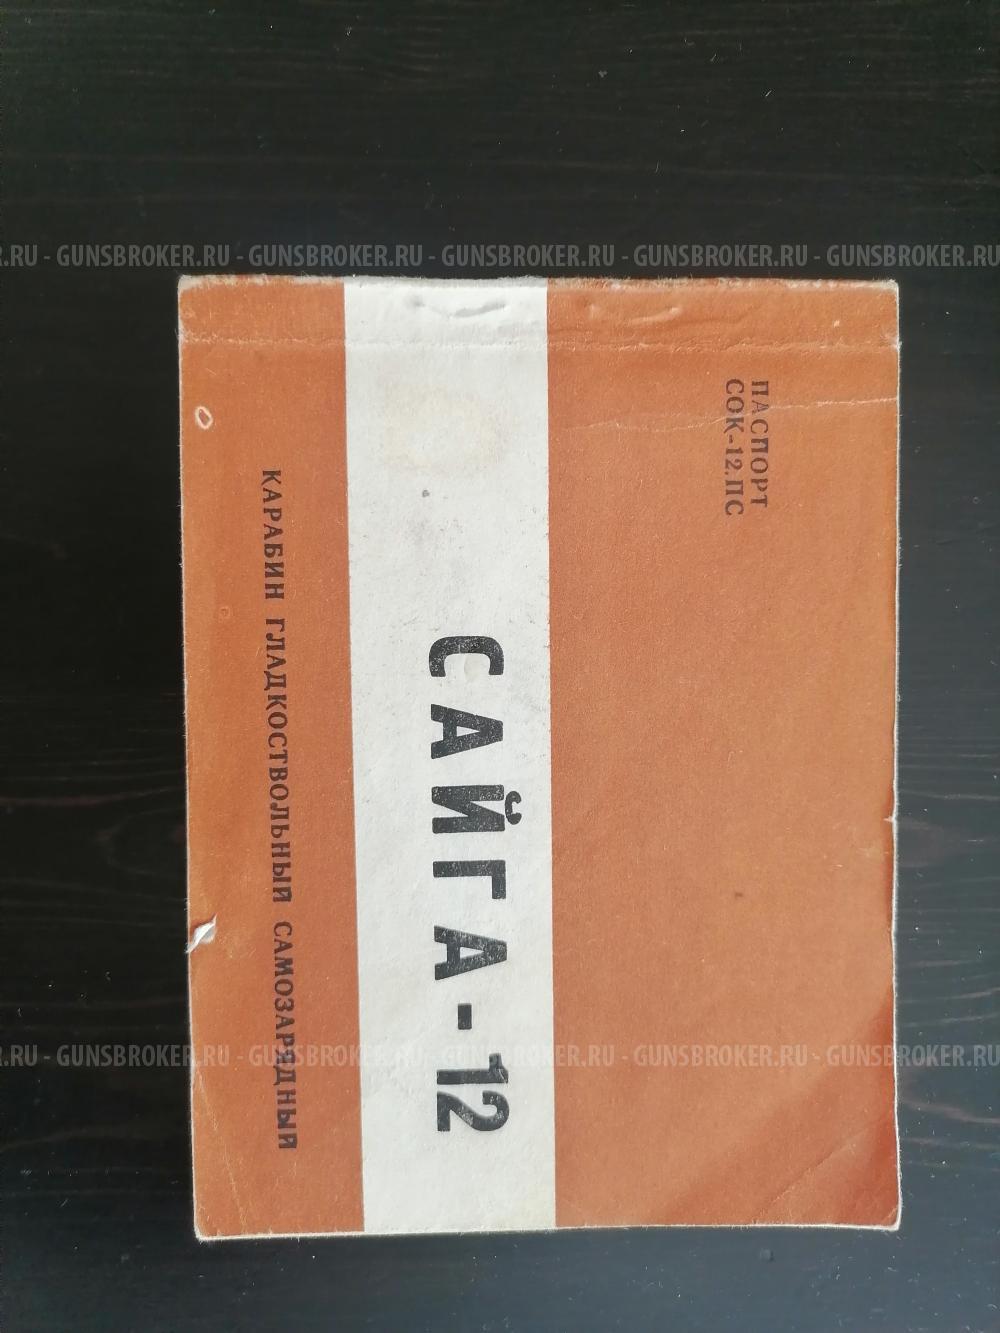 ПАСПОРТ
СОК-12.ПС
САЙГА-12
КАРАБИН ГЛАДКОСТВОЛЬНЫЙ САМОЗАРЯДНЫЙ
.RU - GUNSBROKER.RU - GUNSBROKER.RU - GUNSBROKER.RU - GUNSBROKER.RU - GUNSBROKER.RU
.RU - GUNSBROKER.RU - GUNSBROKER.RU - GUNSBROKER.RU - GUNSBROKER.RU - GUNSBROKER.RU